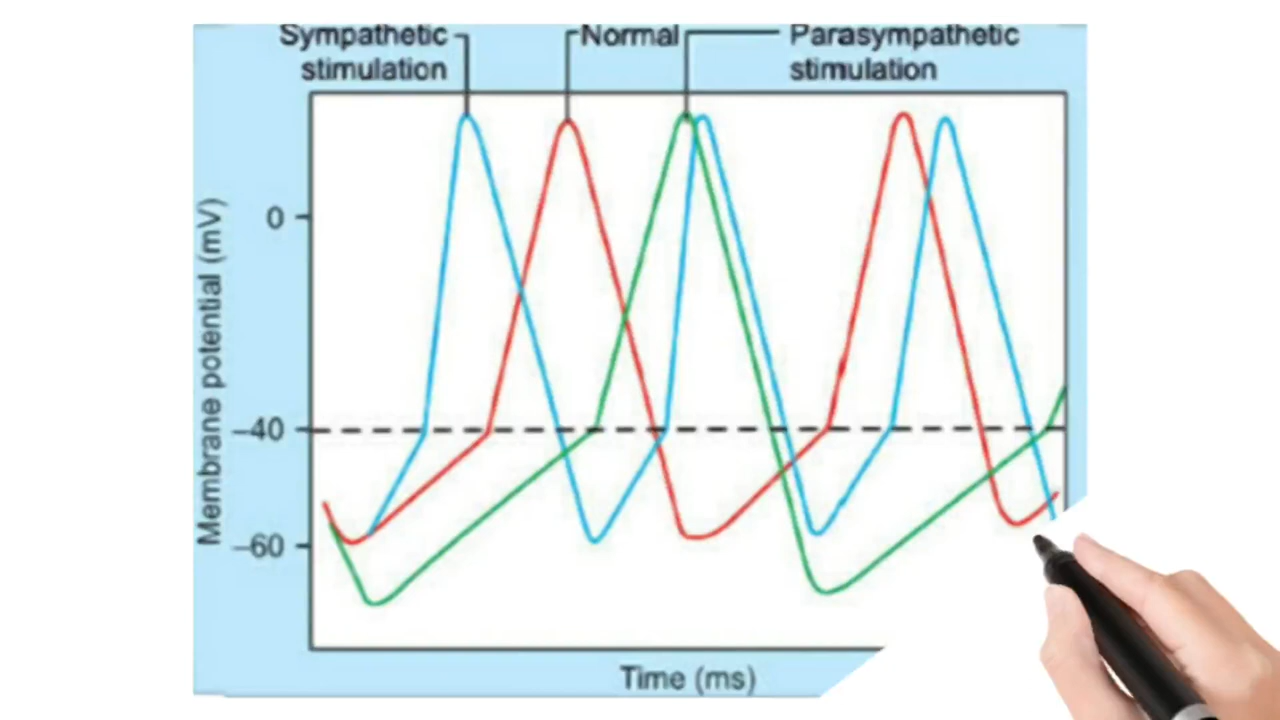 Sympathetic
stimulation
Normal
Parasympathetic
stimulation
Membrane potential (mV)
0
–40
–60
Time (ms)